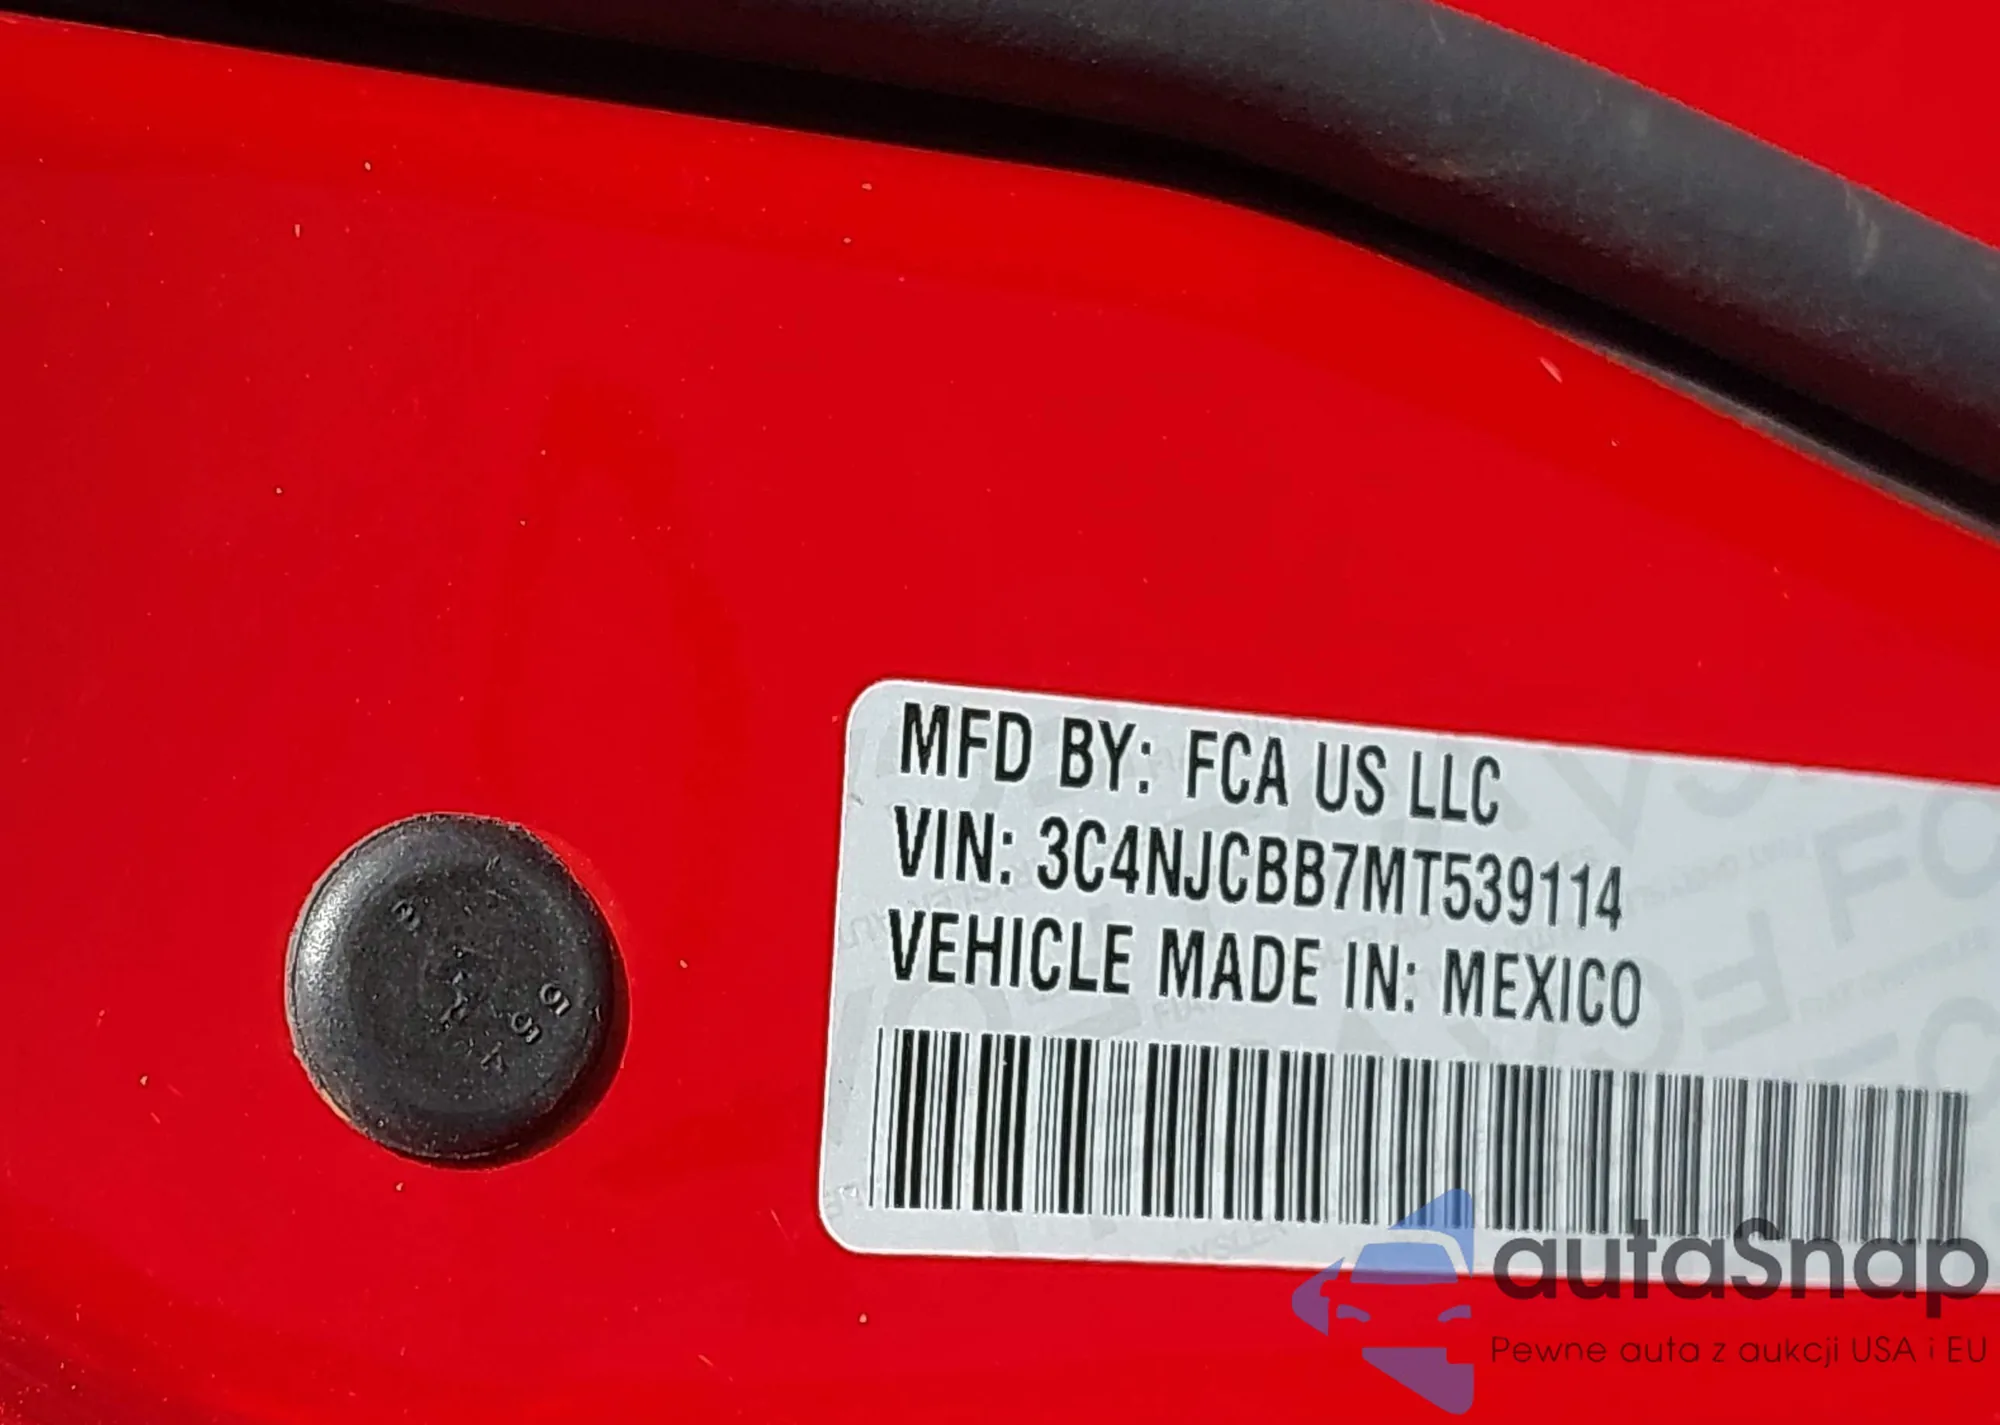 MFD BY: FCA US LLC
VIN: 3C4NJCBB7MT539114
VEHICLE MADE IN: MEXICO
autaSnap
Pewne auta z aukcji USA i EU